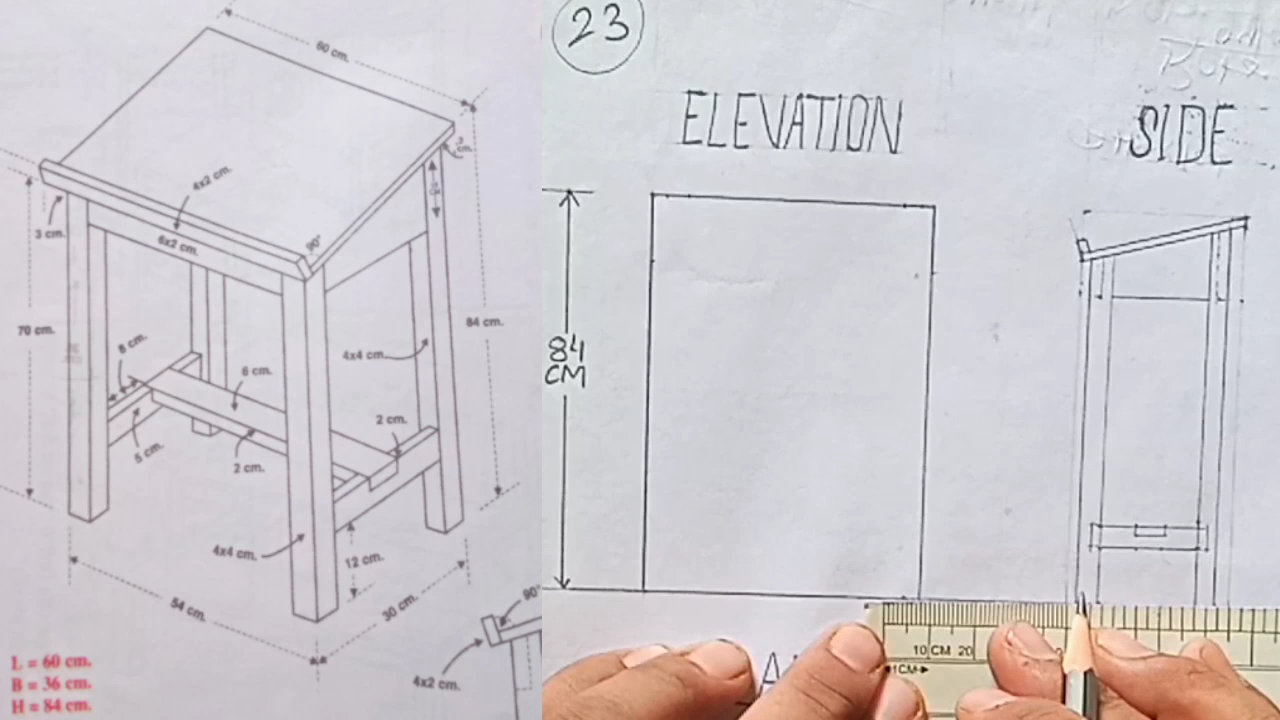 60 cm.
4x2 cm.
3 cm.
6x2 cm.
90°
70 cm.
84 cm.
8 cm.
4x4 cm.
6 cm.
2 cm.
5 cm.
2 cm.
4x4 cm.
12 cm.
54 cm.
30 cm.
90°
4x2 cm.
L = 60 cm.
B = 36 cm.
H = 84 cm.
23
ELEVATION
SIDE
84
CM
10 CM 20
1CM